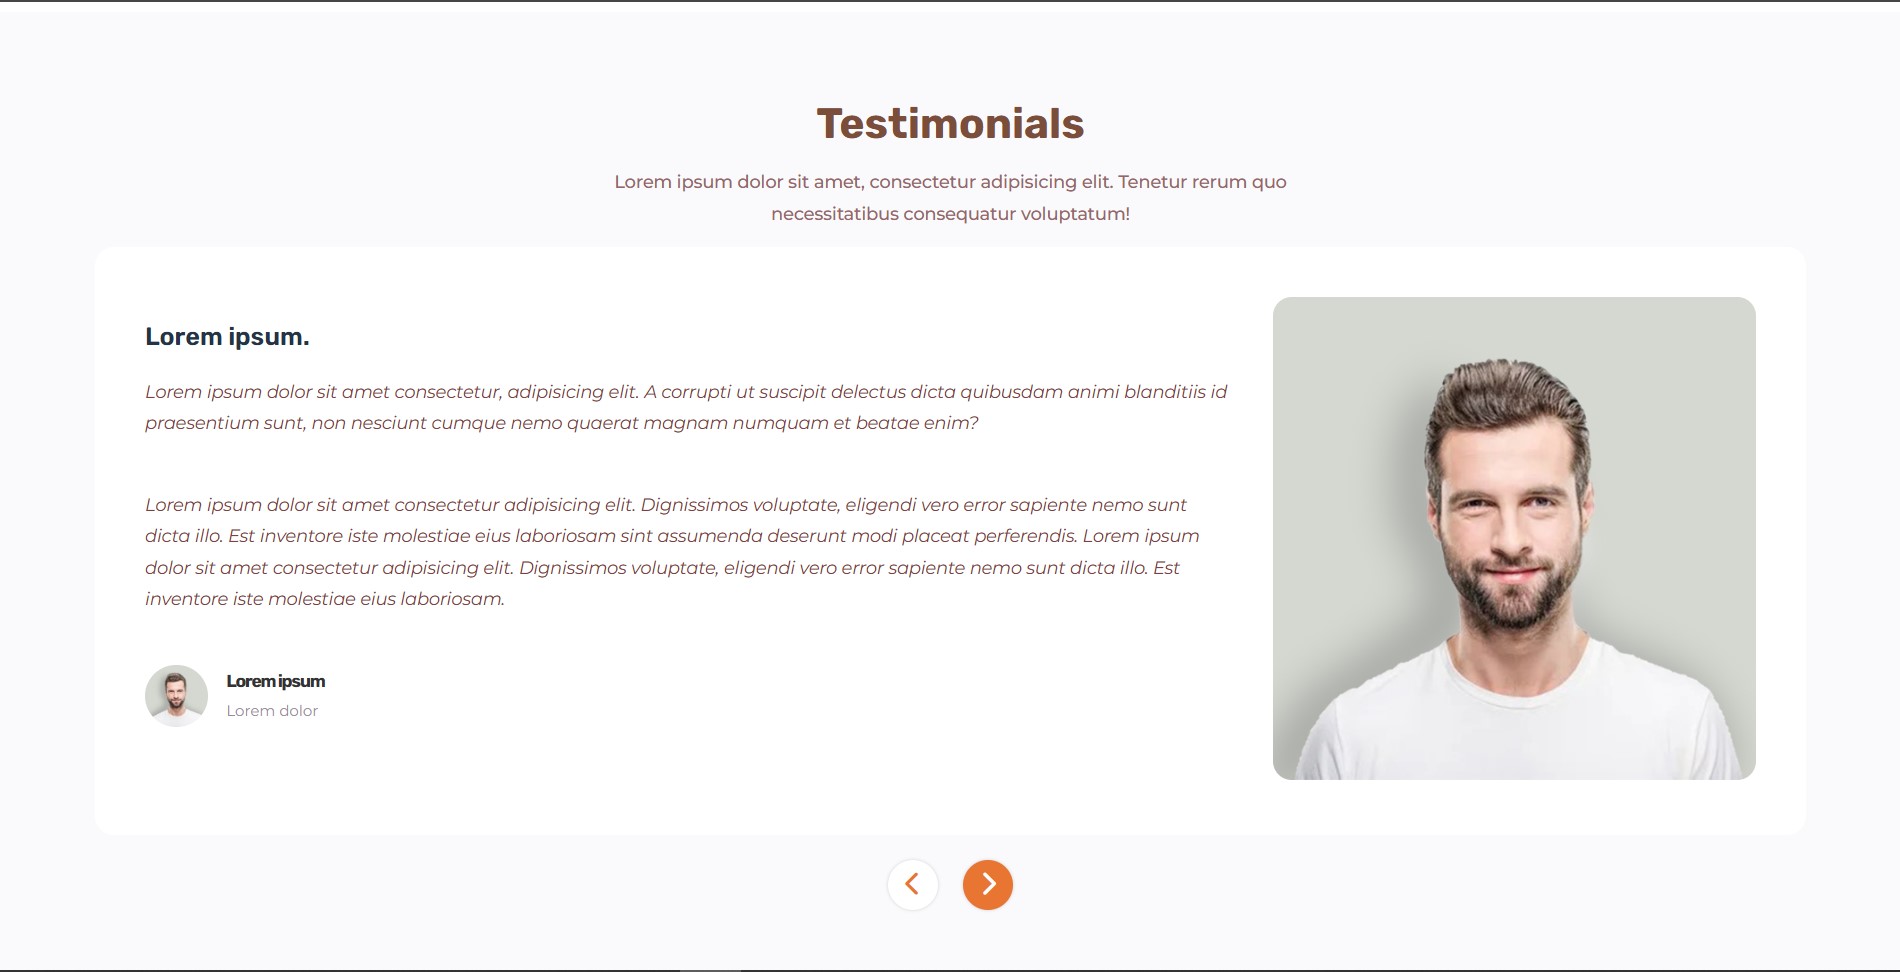 Testimonials
Lorem ipsum dolor sit amet, consectetur adipisicing elit. Tenetur rerum quo
necessitatibus consequatur voluptatum!
Lorem ipsum.
Lorem ipsum dolor sit amet consectetur, adipisicing elit. A corrupti ut suscipit delectus dicta quibusdam animi blanditiis id
praesentium sunt, non nesciunt cumque nemo quaerat magnam numquam et beatae enim?
Lorem ipsum dolor sit amet consectetur adipisicing elit. Dignissimos voluptate, eligendi vero error sapiente nemo sunt
dicta illo. Est inventore iste molestiae eius laboriosam sint assumenda deserunt modi placeat perferendis. Lorem ipsum
dolor sit amet consectetur adipisicing elit. Dignissimos voluptate, eligendi vero error sapiente nemo sunt dicta illo. Est
inventore iste molestiae eius laboriosam.
Lorem ipsum
Lorem dolor